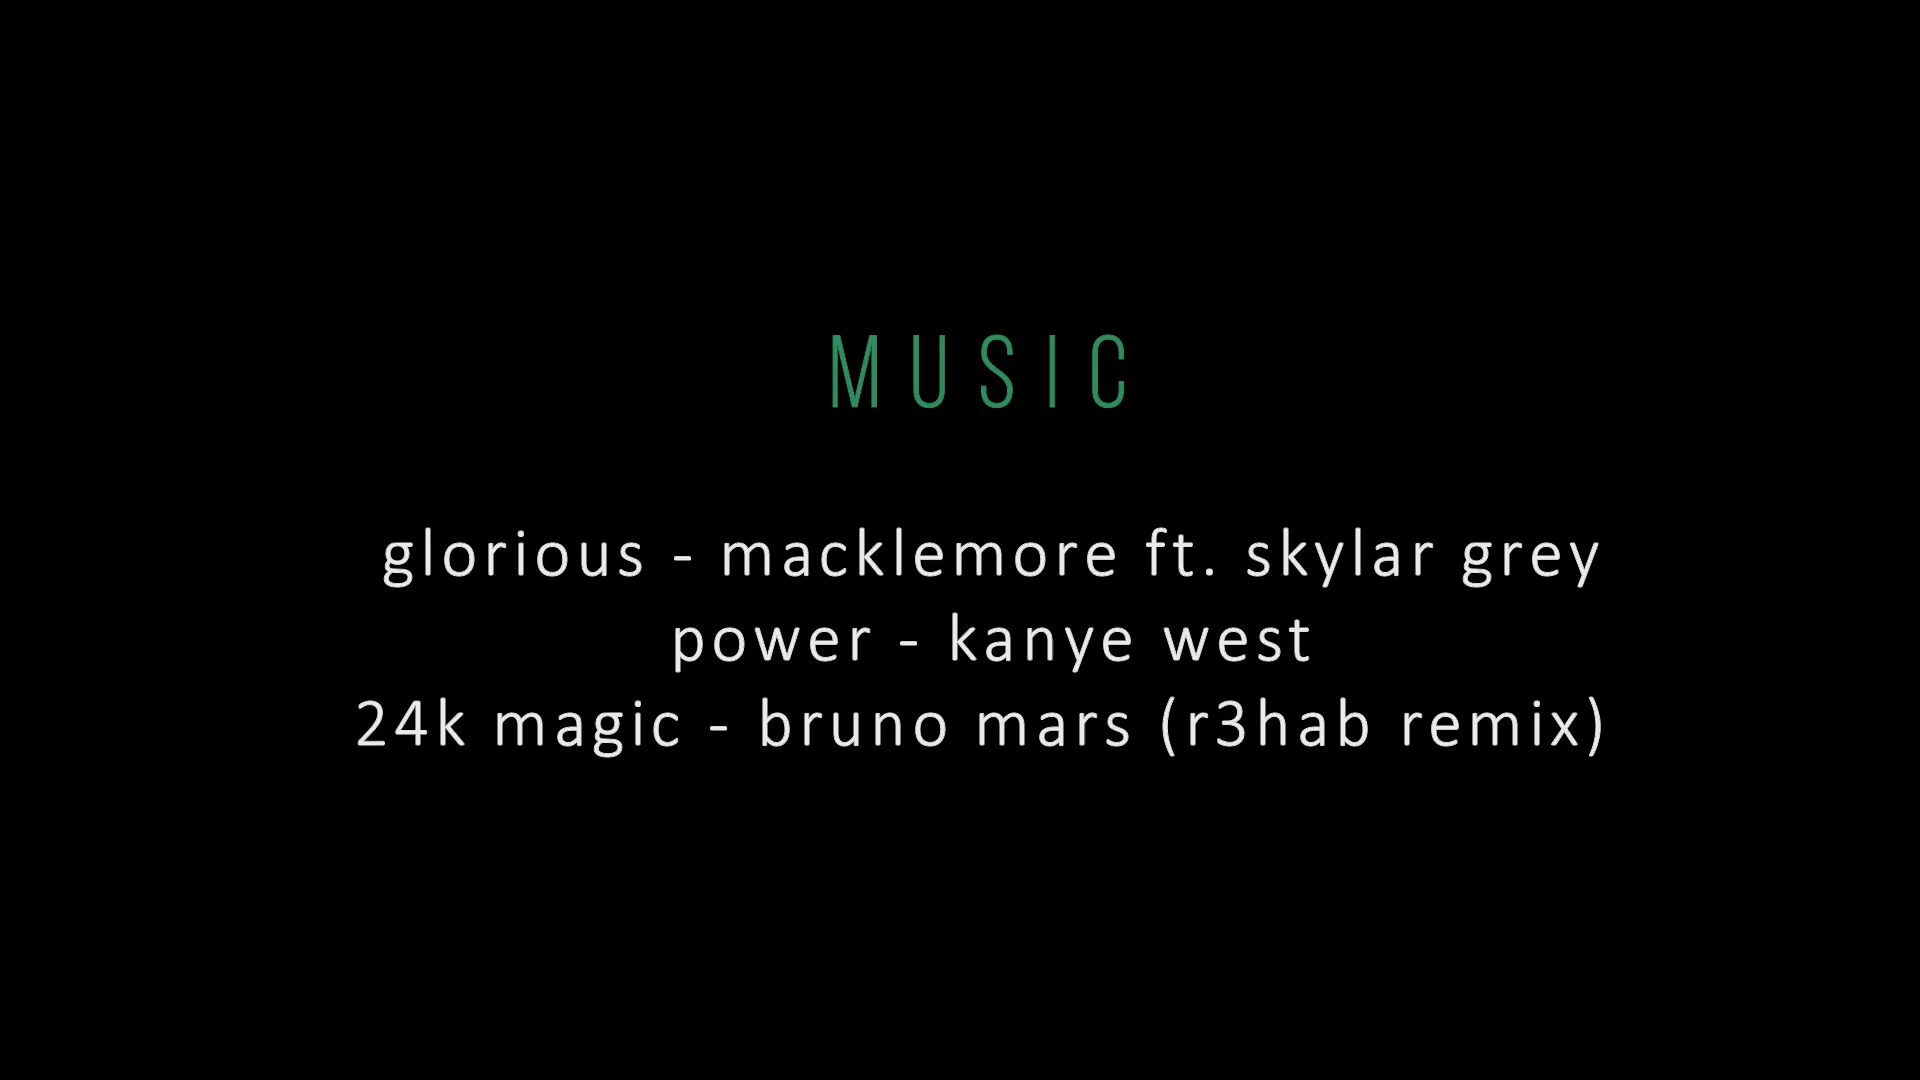 MUSIC
glorious - macklemore ft. skylar grey
power - kanye west
24k magic - bruno mars (r3hab remix)